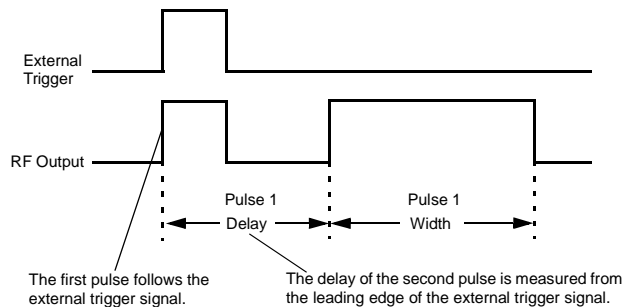 External
Trigger
RF Output
Pulse 1
Delay
Pulse 1
Width
The first pulse follows the
external trigger signal.
The delay of the second pulse is measured from
the leading edge of the external trigger signal.